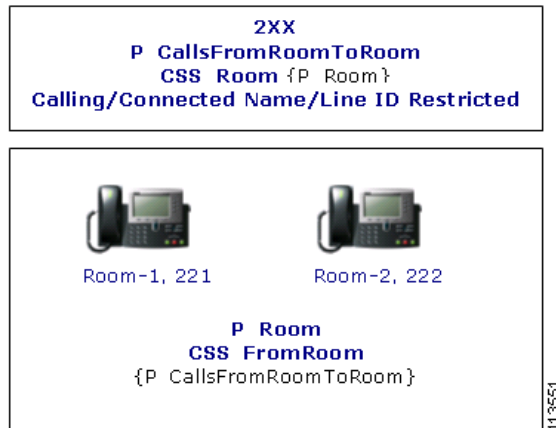 2XX
P CallsFromRoomToRoom
CSS Room {P Room}
Calling/Connected Name/Line ID Restricted
Room-1, 221
Room-2, 222
P Room
CSS FromRoom
{P CallsFromRoomToRoom}
113551